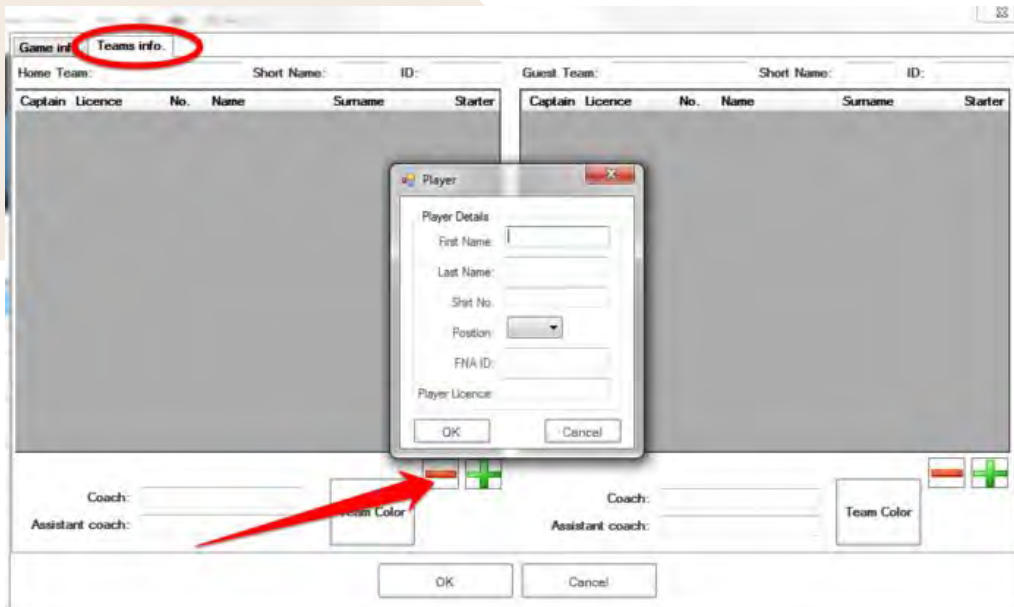 Game inf
Teams info.
Home Team: Short Name: ID: Guest Team: Short Name: ID:
Captain Licence No. Name Surname Starter Captain Licence No. Name Surname Starter
Player
Player Details
First Name:
Last Name:
Shirt No.
Position:
FNA ID:
Player Licence:
OK Cancel
Coach:
Assistant coach:
Team Color
Coach:
Assistant coach:
Team Color
OK Cancel